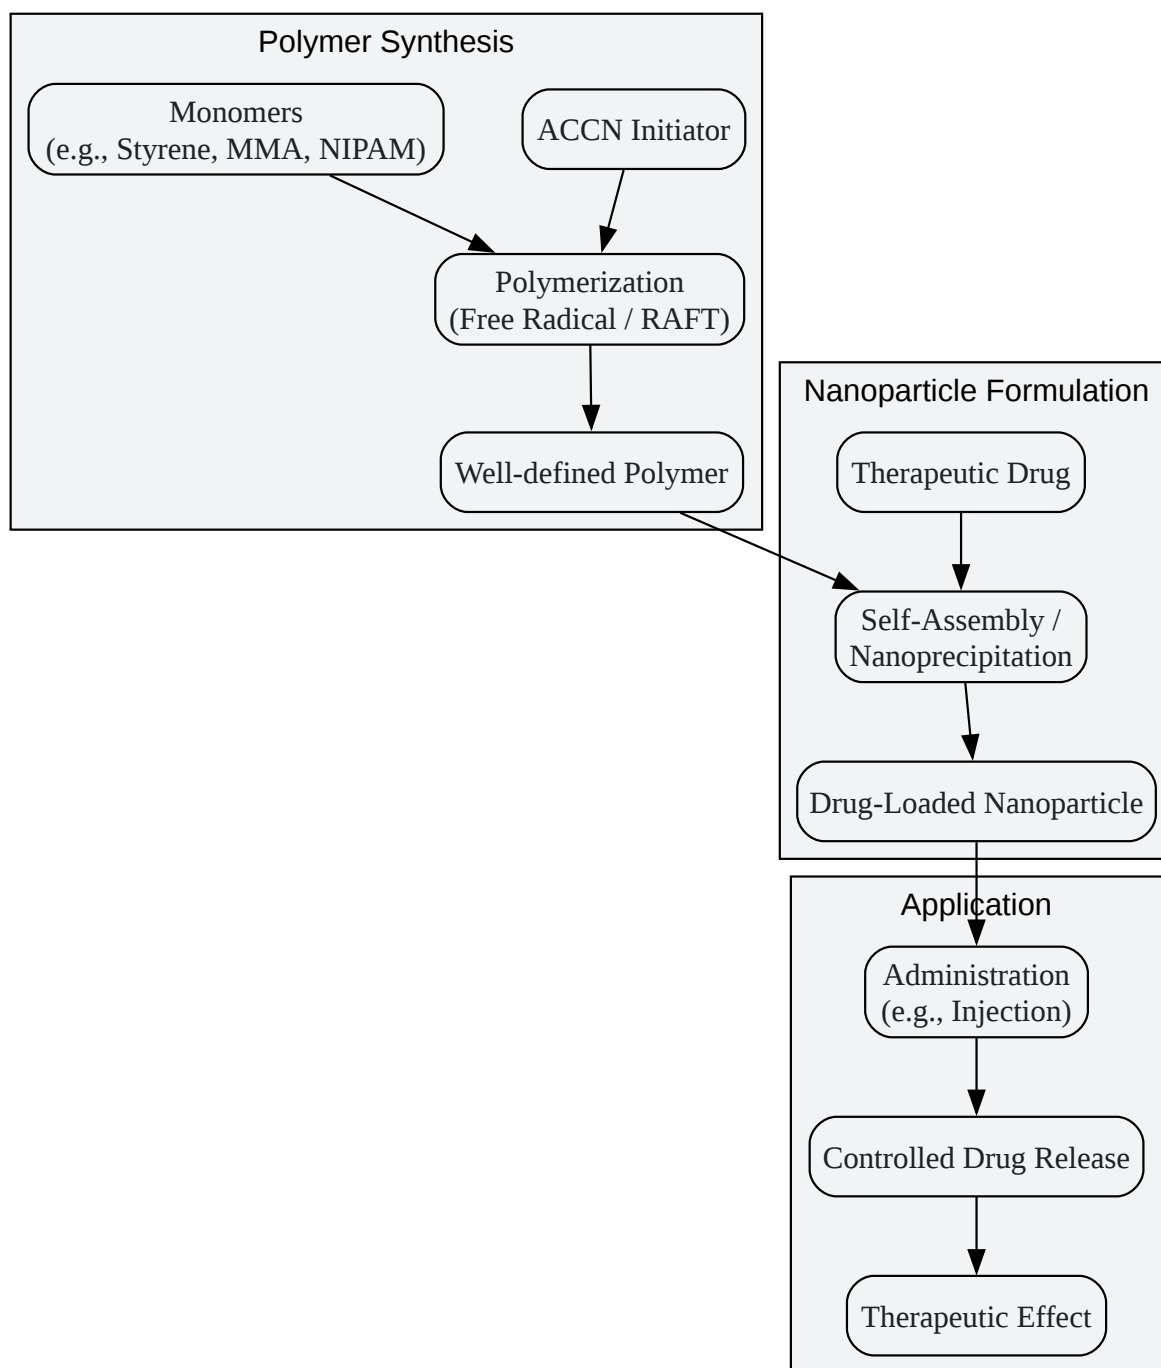 Polymer Synthesis
Monomers
(e.g., Styrene, MMA, NIPAM)
ACCN Initiator
Polymerization
(Free Radical / RAFT)
Well-defined Polymer
Nanoparticle Formulation
Therapeutic Drug
Self-Assembly /
Nanoprecipitation
Drug-Loaded Nanoparticle
Application
Administration
(e.g., Injection)
Controlled Drug Release
Therapeutic Effect